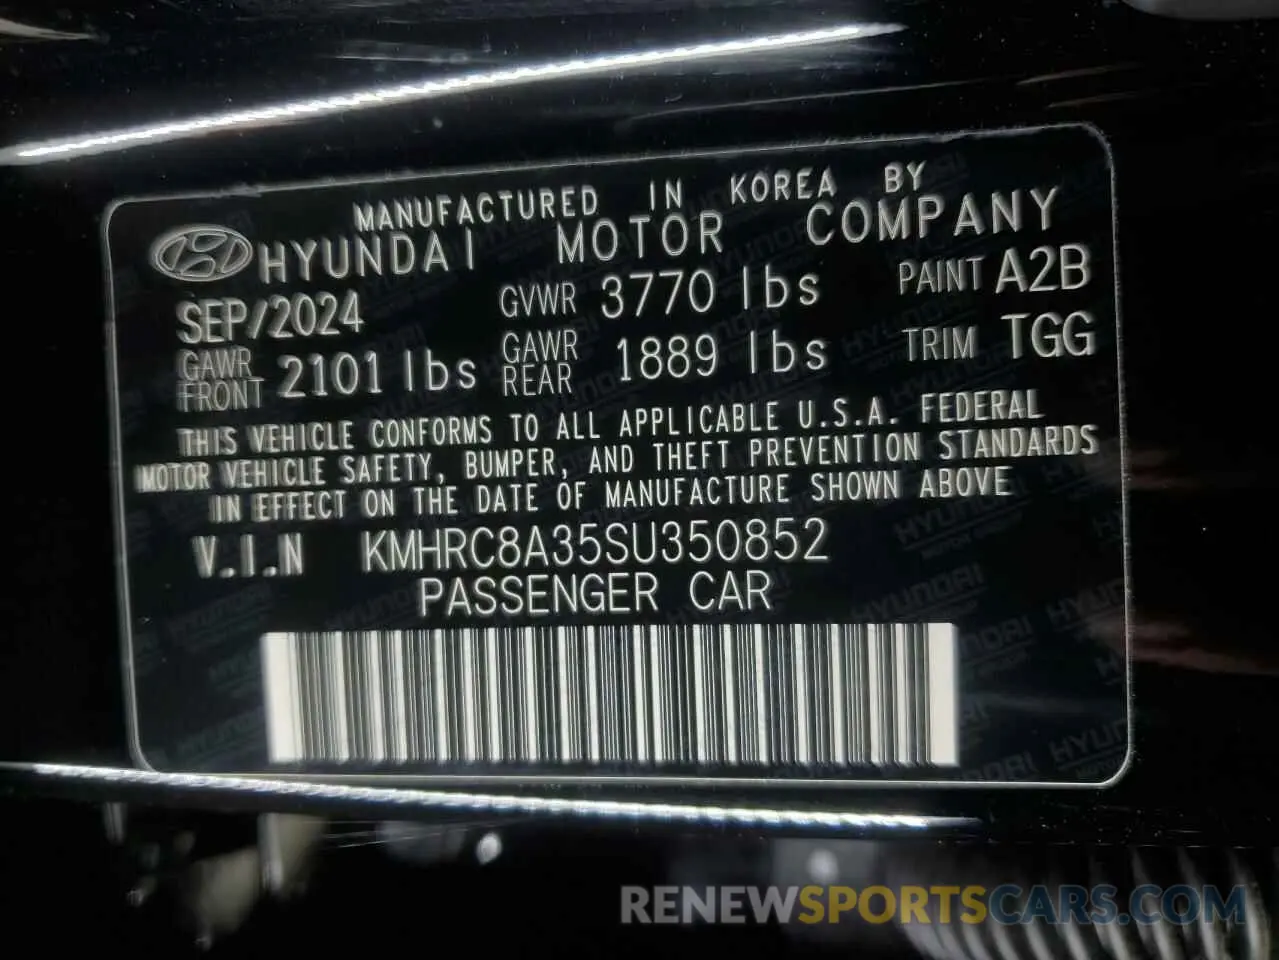 MANUFACTURED IN KOREA BY
HYUNDAI MOTOR COMPANY
SEP/2024 GVWR 3770 lbs PAINT A2B
GAWR FRONT 2101 lbs GAWR REAR 1889 lbs TRIM TGG
THIS VEHICLE CONFORMS TO ALL APPLICABLE U.S.A. FEDERAL
MOTOR VEHICLE SAFETY, BUMPER, AND THEFT PREVENTION STANDARDS
IN EFFECT ON THE DATE OF MANUFACTURE SHOWN ABOVE
V.I.N KMHRC8A35SU350852
PASSENGER CAR
RENEWSPORTSCARS.COM